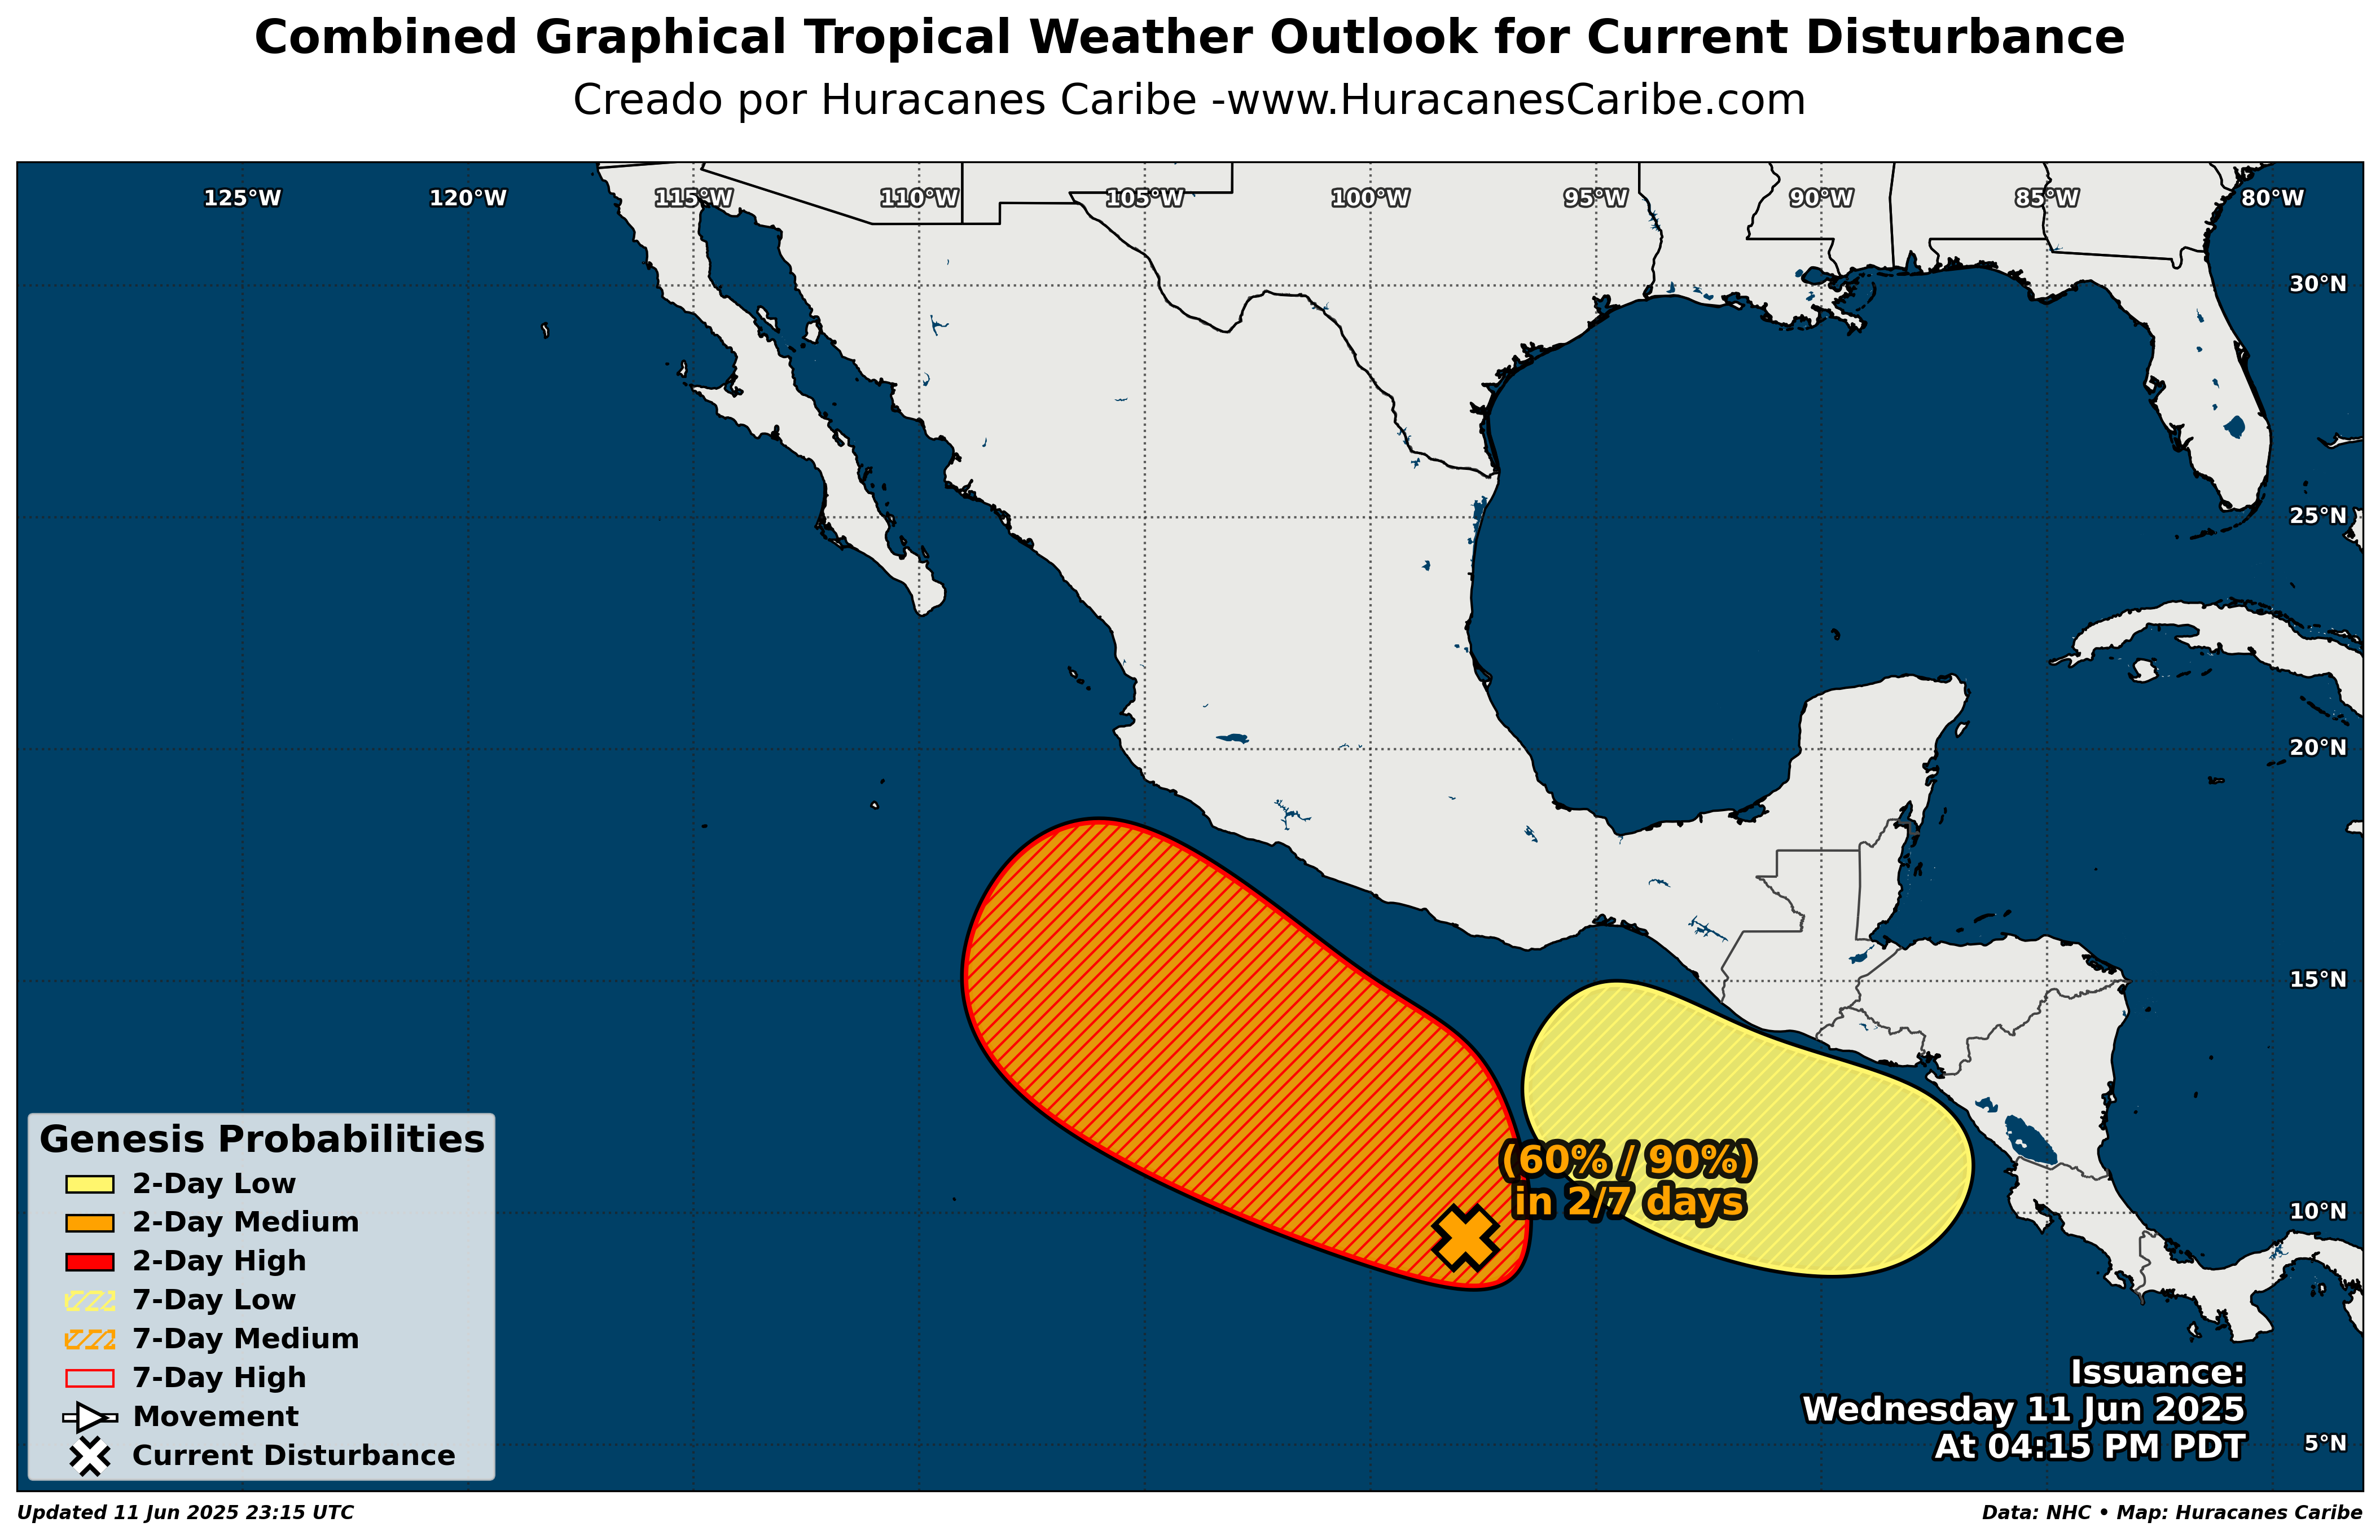 Combined Graphical Tropical Weather Outlook for Current Disturbance
Creado por Huracanes Caribe -www.HuracanesCaribe.com
125°W 120°W 115°W 110°W 105°W 100°W 95°W 90°W 85°W 80°W
30°N
25°N
20°N
15°N
10°N
5°N
(60% / 90%)
in 2/7 days
Genesis Probabilities
2-Day Low
2-Day Medium
2-Day High
7-Day Low
7-Day Medium
7-Day High
Movement
Current Disturbance
Issuance:
Wednesday 11 Jun 2025
At 04:15 PM PDT
Updated 11 Jun 2025 23:15 UTC
Data: NHC • Map: Huracanes Caribe